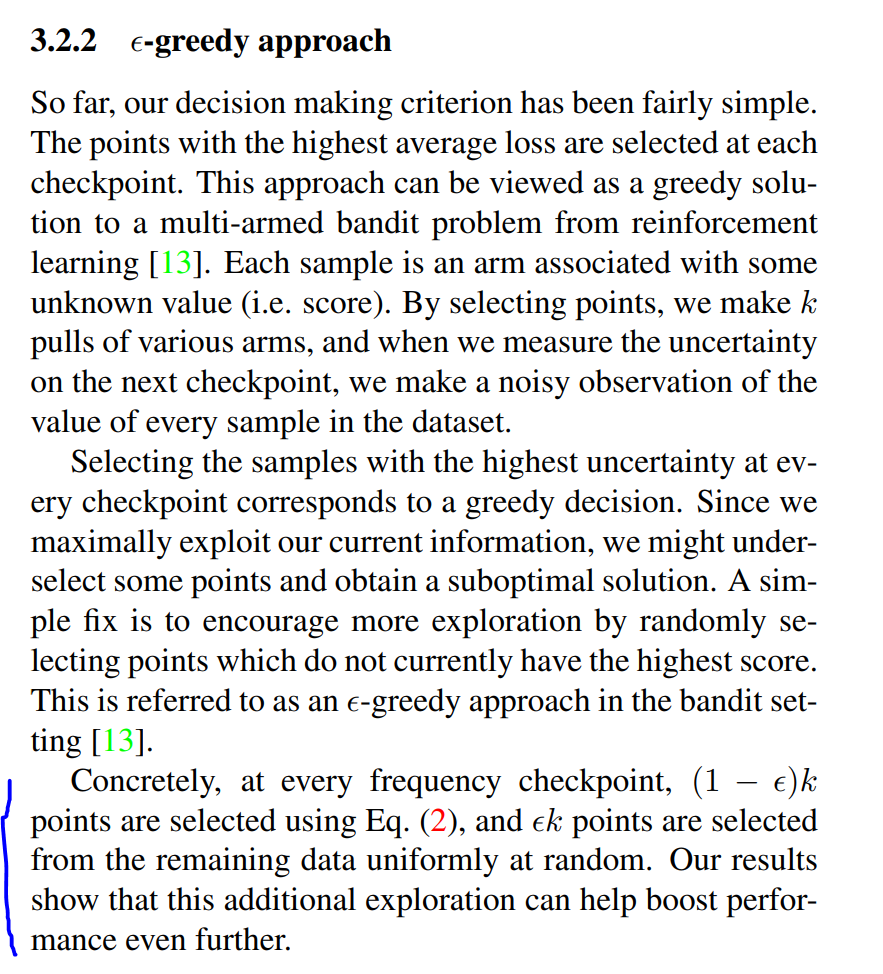 3.2.2 ϵ-greedy approach
So far, our decision making criterion has been fairly simple.
The points with the highest average loss are selected at each
checkpoint. This approach can be viewed as a greedy solu-
tion to a multi-armed bandit problem from reinforcement
learning [13]. Each sample is an arm associated with some
unknown value (i.e. score). By selecting points, we make k
pulls of various arms, and when we measure the uncertainty
on the next checkpoint, we make a noisy observation of the
value of every sample in the dataset.
Selecting the samples with the highest uncertainty at ev-
ery checkpoint corresponds to a greedy decision. Since we
maximally exploit our current information, we might under-
select some points and obtain a suboptimal solution. A sim-
ple fix is to encourage more exploration by randomly se-
lecting points which do not currently have the highest score.
This is referred to as an ϵ-greedy approach in the bandit set-
ting [13].
Concretely, at every frequency checkpoint, (1 − ϵ)k
points are selected using Eq. (2), and ϵk points are selected
from the remaining data uniformly at random. Our results
show that this additional exploration can help boost perfor-
mance even further.